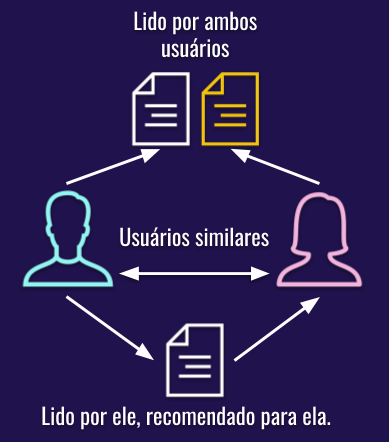 Lido por ambos
usuários
Usuários similares
Lido por ele, recomendado para ela.